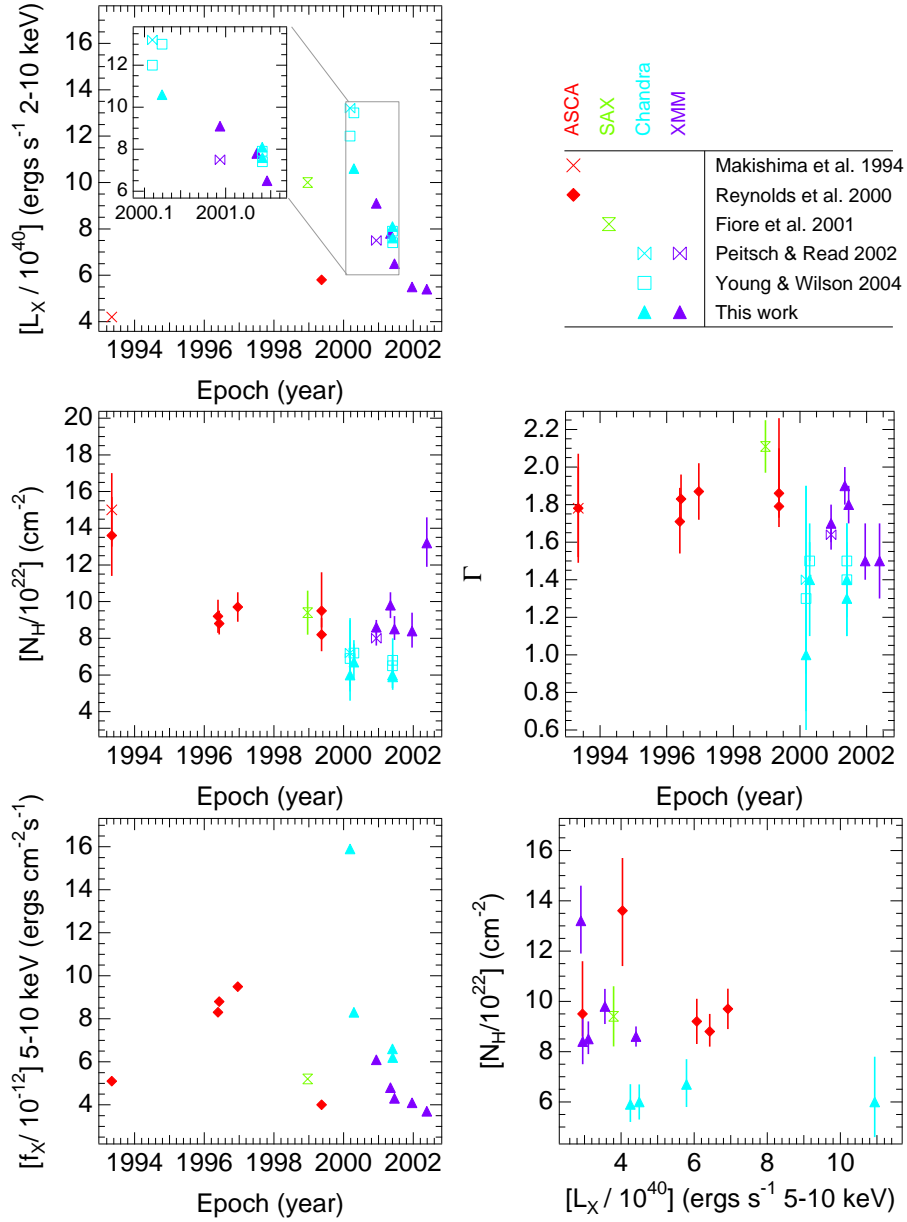 [L_X / 10^40] (ergs s^-1 2-10 keV)
16
14
12
10
8
6
4
12
10
8
6
2000.1 2001.0
1994 1996 1998 2000 2002
Epoch (year)
ASCA SAX Chandra XMM
Makishima et al. 1994
Reynolds et al. 2000
Fiore et al. 2001
Peitsch & Read 2002
Young & Wilson 2004
This work
[N_H/10^22] (cm^-2)
20
18
16
14
12
10
8
6
4
1994 1996 1998 2000 2002
Epoch (year)
Γ
2.2
2.0
1.8
1.6
1.4
1.2
1.0
0.8
0.6
1994 1996 1998 2000 2002
Epoch (year)
[f_X/ 10^-12] 5-10 keV (ergs cm^-2 s^-1)
16
14
12
10
8
6
4
1994 1996 1998 2000 2002
Epoch (year)
[N_H/10^22] (cm^-2)
16
14
12
10
8
6
4 6 8 10
[L_X / 10^40] (ergs s^-1 5-10 keV)